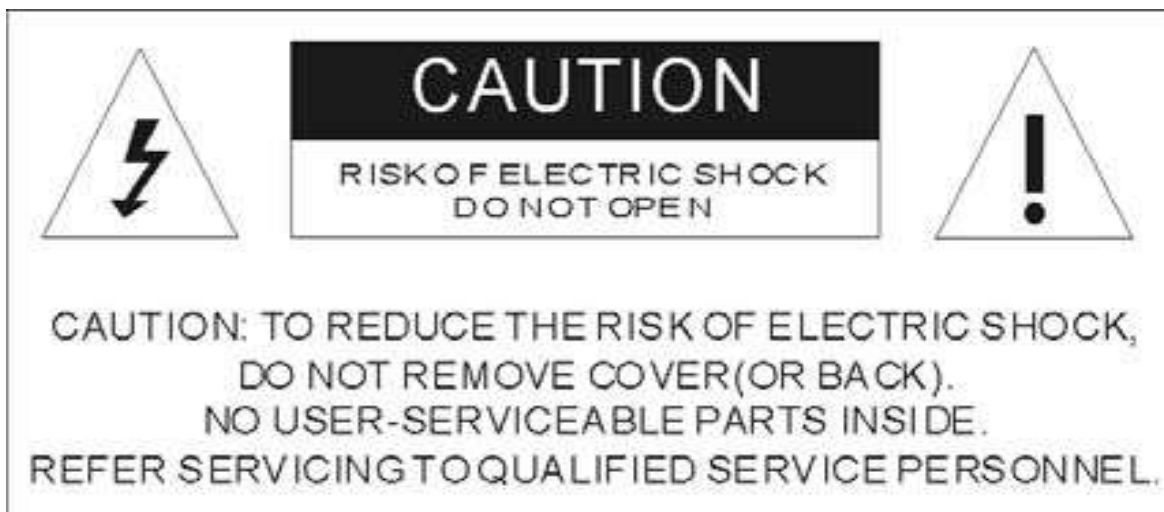 CAUTION
RISK OF ELECTRIC SHOCK
DO NOT OPEN
!
CAUTION: TO REDUCE THE RISK OF ELECTRIC SHOCK,
DO NOT REMOVE COVER(OR BACK).
NO USER-SERVICEABLE PARTS INSIDE.
REFER SERVICING TO QUALIFIED SERVICE PERSONNEL.